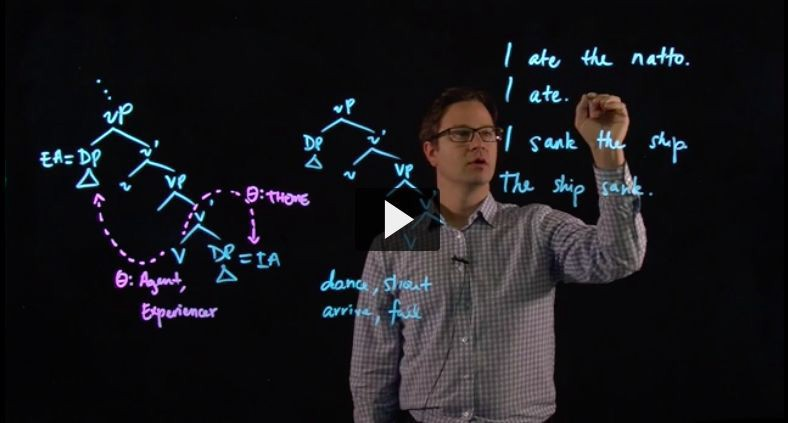 vP
EA = DP v'
v VP
θ: THEME
V'
V DP = IA
θ: Agent,
Experiencer
vP
DP v'
v VP
V'
V
dance, shout
arrive, fall
I ate the natto.
I ate.
I sank the ship
The ship sank.